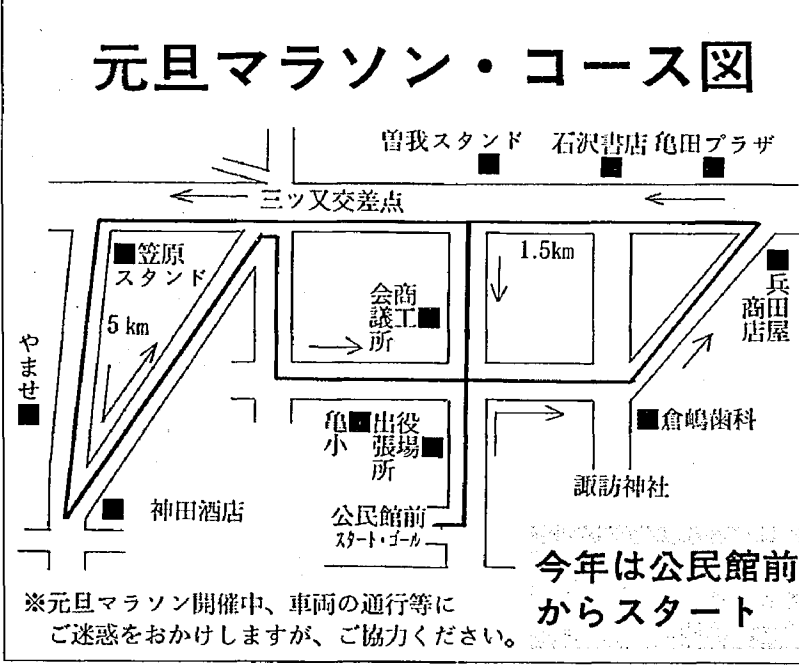 元旦マラソン・コース図
曽我スタンド
石沢書店
亀田プラザ
三ツ又交差点
■笠原
スタンド
1.5km
5km
商工
会議所
兵田屋
商店
やませ
亀小
役場
出張所
倉嶋歯科
諏訪神社
神田酒店
公民館前
スタート・ゴール
今年は公民館前
からスタート
※元旦マラソン開催中、車両の通行等に
ご迷惑をおかけしますが、ご協力ください。